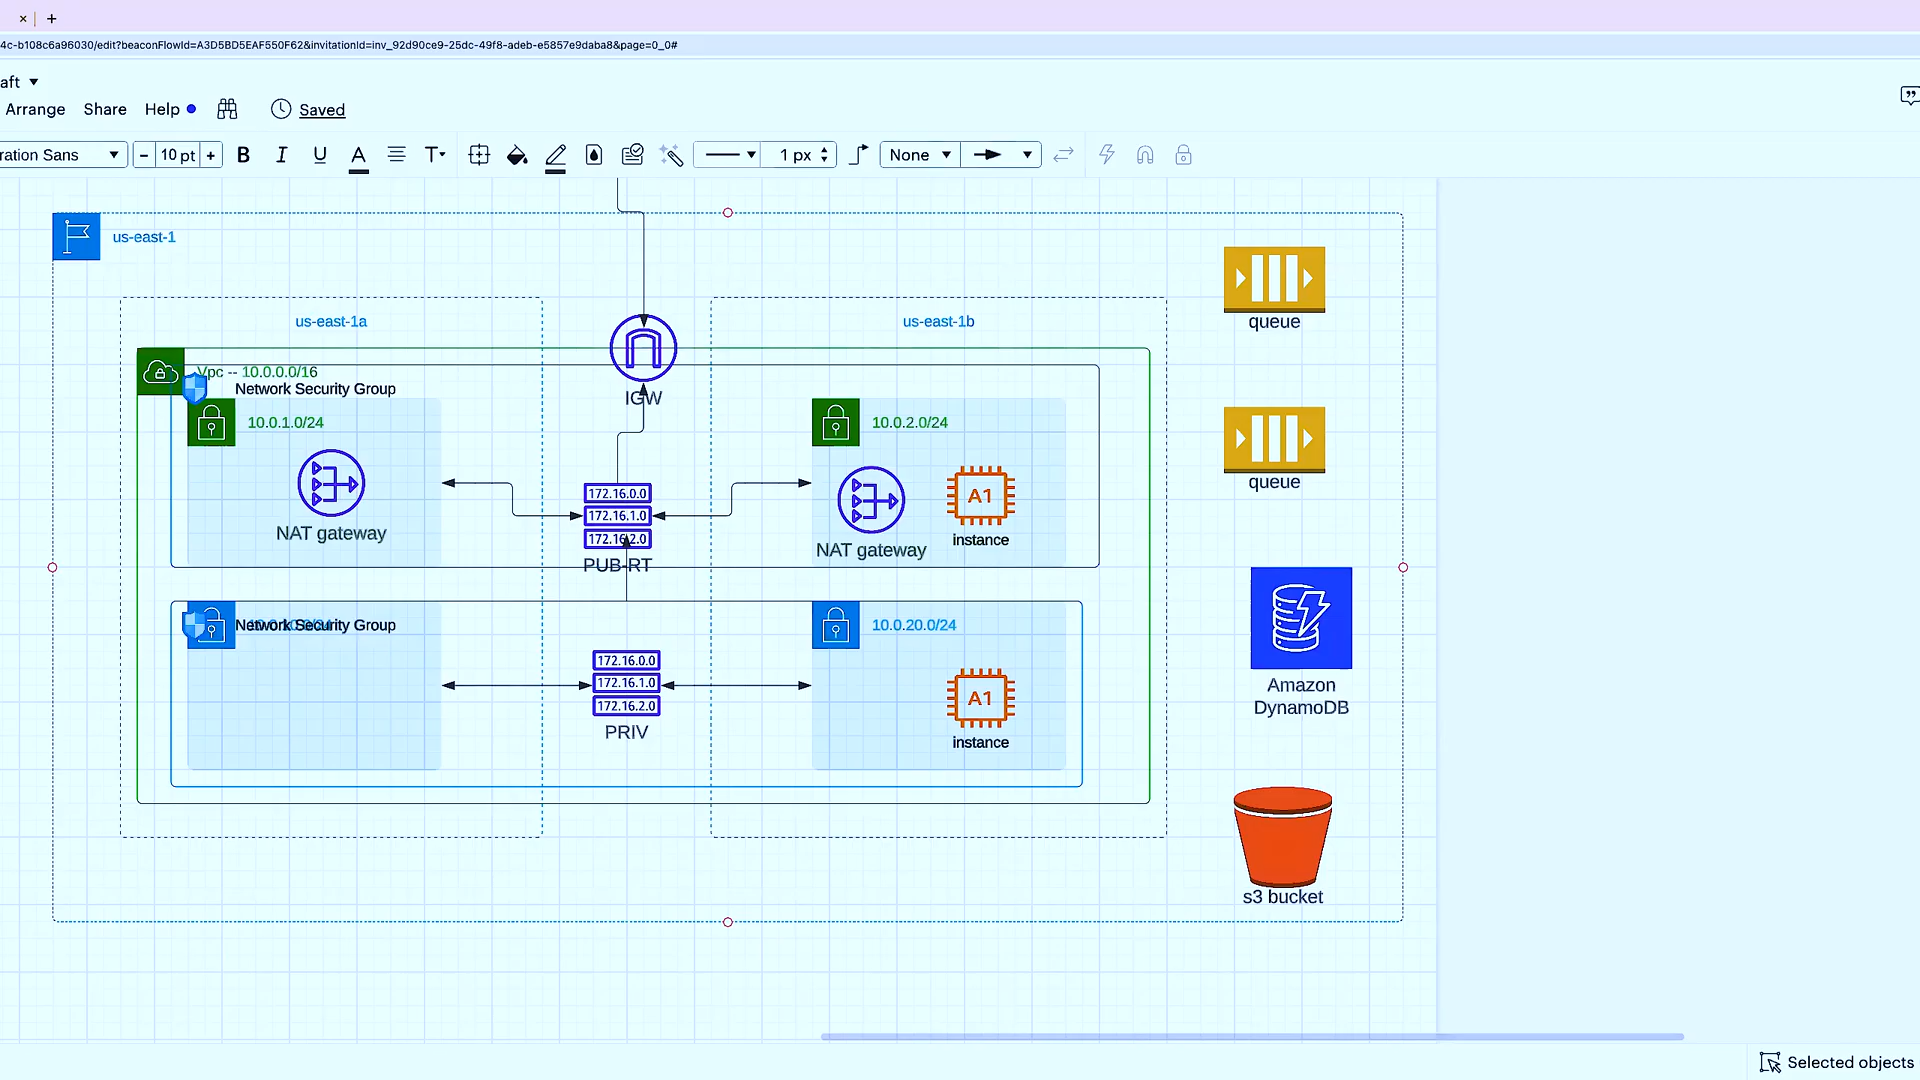 4c-b108c6a96030/edit?beaconFlowId=A3D5BD5EAF550F62&invitationId=inv_92d90ce9-25dc-49f8-adeb-e5857e9daba8&page=0_0#
aft
Arrange Share Help Saved
ration Sans - 10 pt + B I U A T 1 px None
us-east-1
queue
us-east-1a
us-east-1b
Vpc -- 10.0.0.0/16
Network Security Group
IGW
10.0.1.0/24
10.0.2.0/24
queue
172.16.0.0
172.16.1.0
172.16.2.0
PUB-RT
NAT gateway
NAT gateway
A1
instance
Network Security Group
10.0.20.0/24
172.16.0.0
172.16.1.0
172.16.2.0
PRIV
A1
instance
Amazon
DynamoDB
s3 bucket
Selected objects